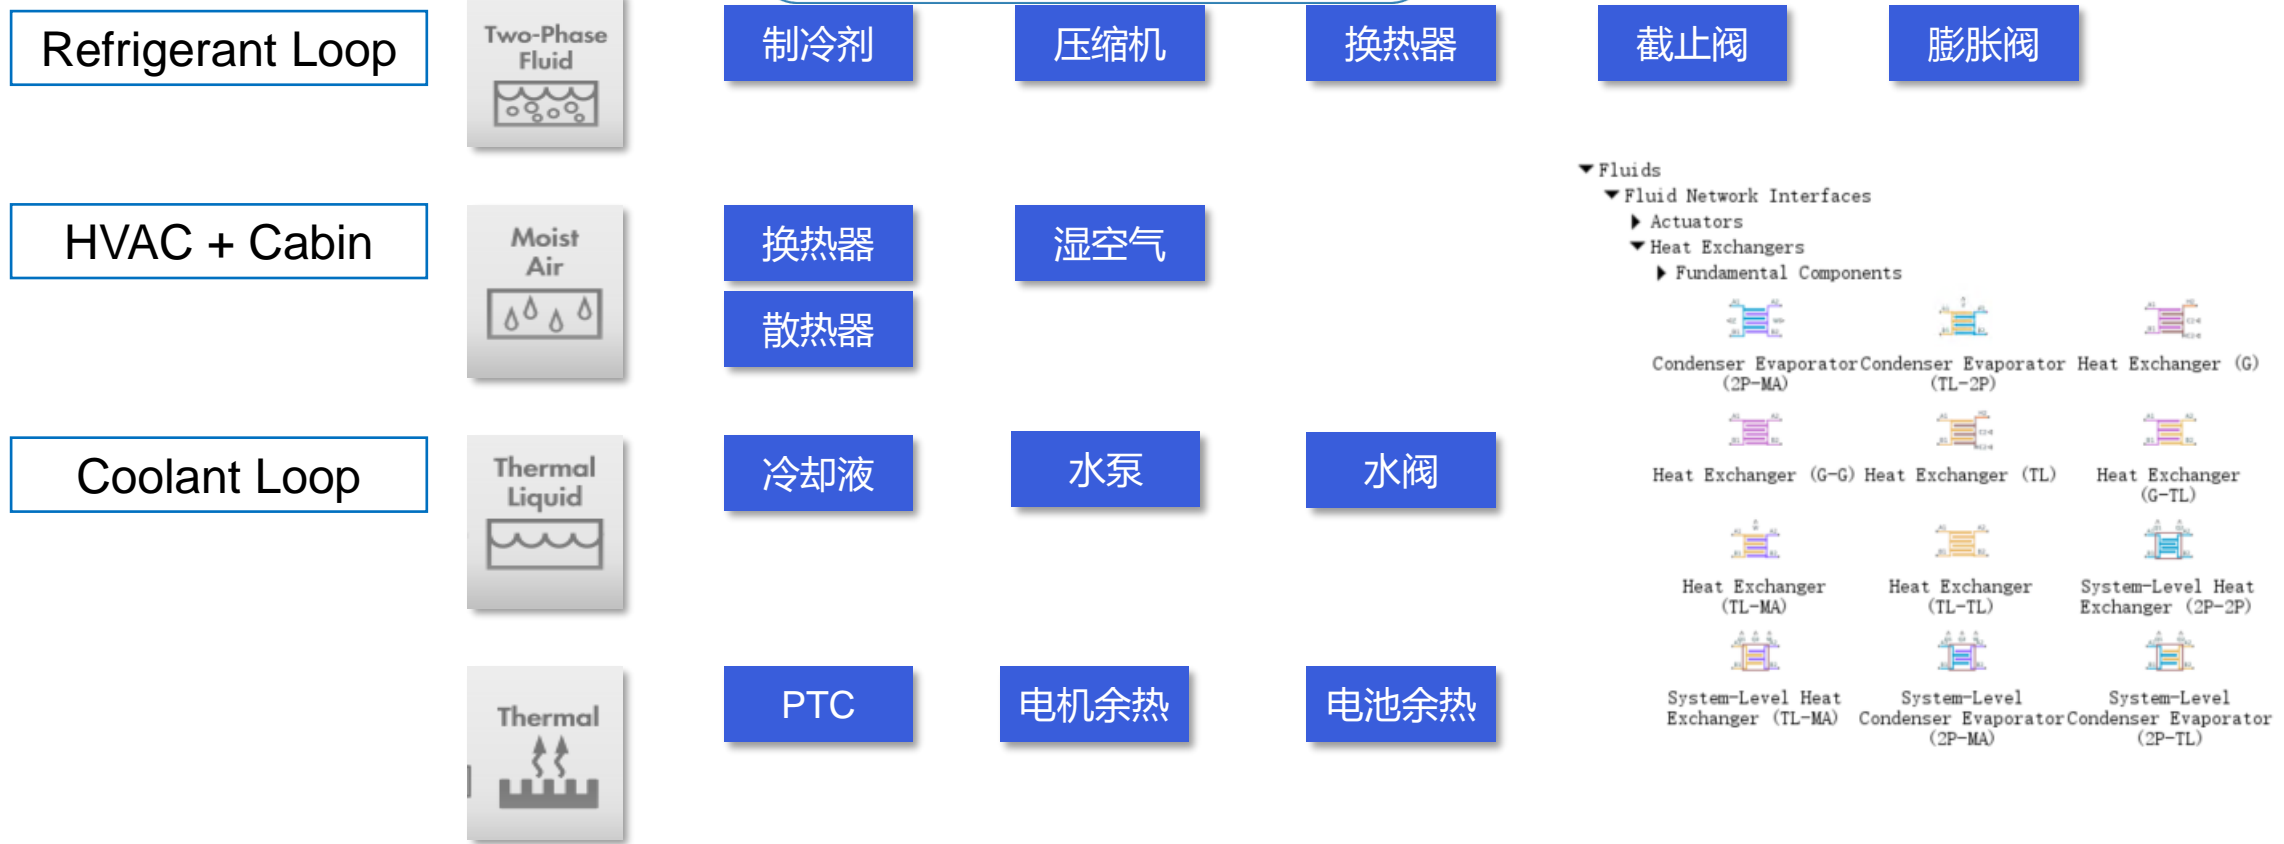 Refrigerant Loop
Two-Phase
Fluid
制冷剂
压缩机
换热器
截止阀
膨胀阀
HVAC + Cabin
Moist
Air
换热器
湿空气
散热器
Coolant Loop
Thermal
Liquid
冷却液
水泵
水阀
Thermal
PTC
电机余热
电池余热
Fluids
Fluid Network Interfaces
Actuators
Heat Exchangers
Fundamental Components
Condenser Evaporator
(2P-MA)
Condenser Evaporator
(TL-2P)
Heat Exchanger (G)
Heat Exchanger (G-G)
Heat Exchanger (TL)
Heat Exchanger
(G-TL)
Heat Exchanger
(TL-MA)
Heat Exchanger
(TL-TL)
System-Level Heat
Exchanger (2P-2P)
System-Level Heat
Exchanger (TL-MA)
System-Level
Condenser Evaporator
(2P-MA)
System-Level
Condenser Evaporator
(2P-TL)